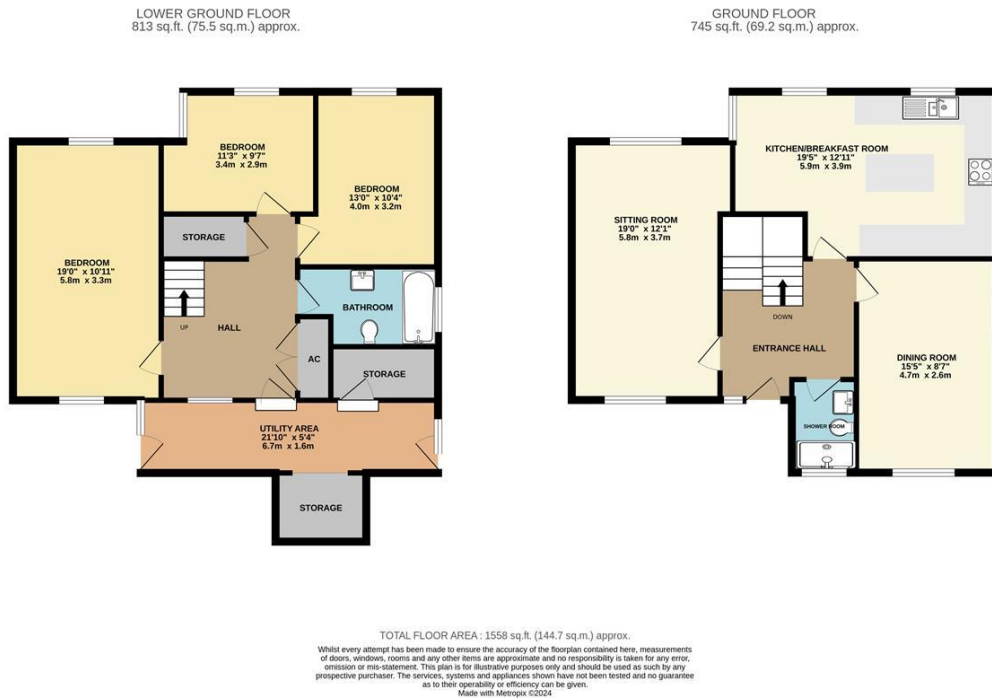 LOWER GROUND FLOOR
813 sq.ft. (75.5 sq.m.) approx.
BEDROOM
11'3" x 9'7"
3.4m x 2.9m
BEDROOM
13'0" x 10'4"
4.0m x 3.2m
STORAGE
BEDROOM
19'0" x 10'11"
5.8m x 3.3m
UP
HALL
BATHROOM
AC
STORAGE
UTILITY AREA
21'10" x 5'4"
6.7m x 1.6m
STORAGE
GROUND FLOOR
745 sq.ft. (69.2 sq.m.) approx.
KITCHEN/BREAKFAST ROOM
19'5" x 12'11"
5.9m x 3.9m
SITTING ROOM
19'0" x 12'1"
5.8m x 3.7m
DOWN
ENTRANCE HALL
DINING ROOM
15'5" x 8'7"
4.7m x 2.6m
SHOWER ROOM
TOTAL FLOOR AREA : 1558 sq.ft. (144.7 sq.m.) approx.
Whilst every attempt has been made to ensure the accuracy of the floorplan contained here, measurements
of doors, windows, rooms and any other items are approximate and no responsibility is taken for any error,
omission or mis-statement. This plan is for illustrative purposes only and should be used as such by any
prospective purchaser. The services, systems and appliances shown have not been tested and no guarantee
as to their operability or efficiency can be given.
Made with Metropix ©2024